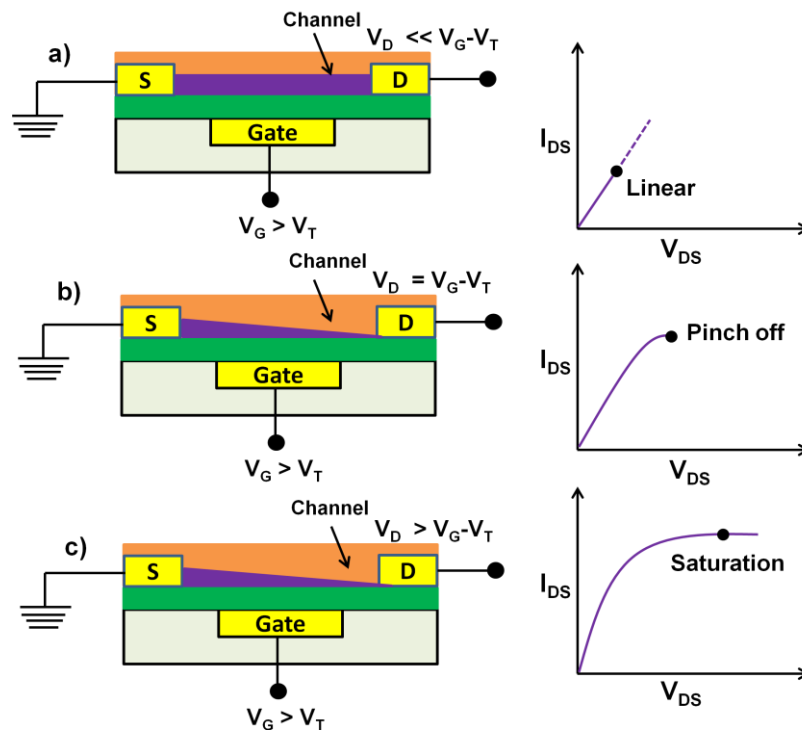 a)
Channel
V_D << V_G-V_T
S
D
Gate
V_G > V_T
I_DS
Linear
V_DS
b)
Channel
V_D = V_G-V_T
S
D
Gate
V_G > V_T
I_DS
Pinch off
V_DS
c)
Channel
V_D > V_G-V_T
S
D
Gate
V_G > V_T
I_DS
Saturation
V_DS